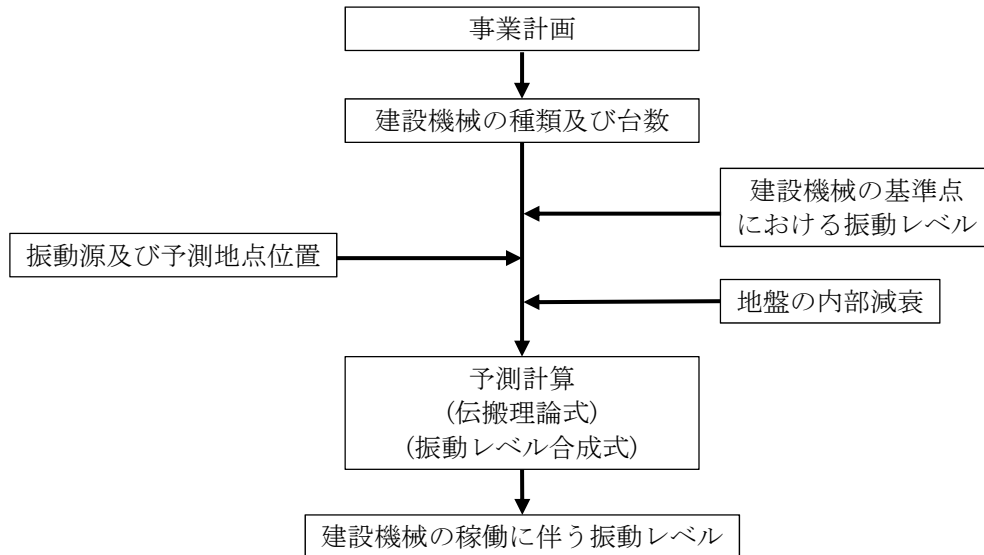 事業計画
建設機械の種類及び台数
建設機械の基準点
における振動レベル
振動源及び予測地点位置
地盤の内部減衰
予測計算
(伝搬理論式)
(振動レベル合成式)
建設機械の稼働に伴う振動レベル